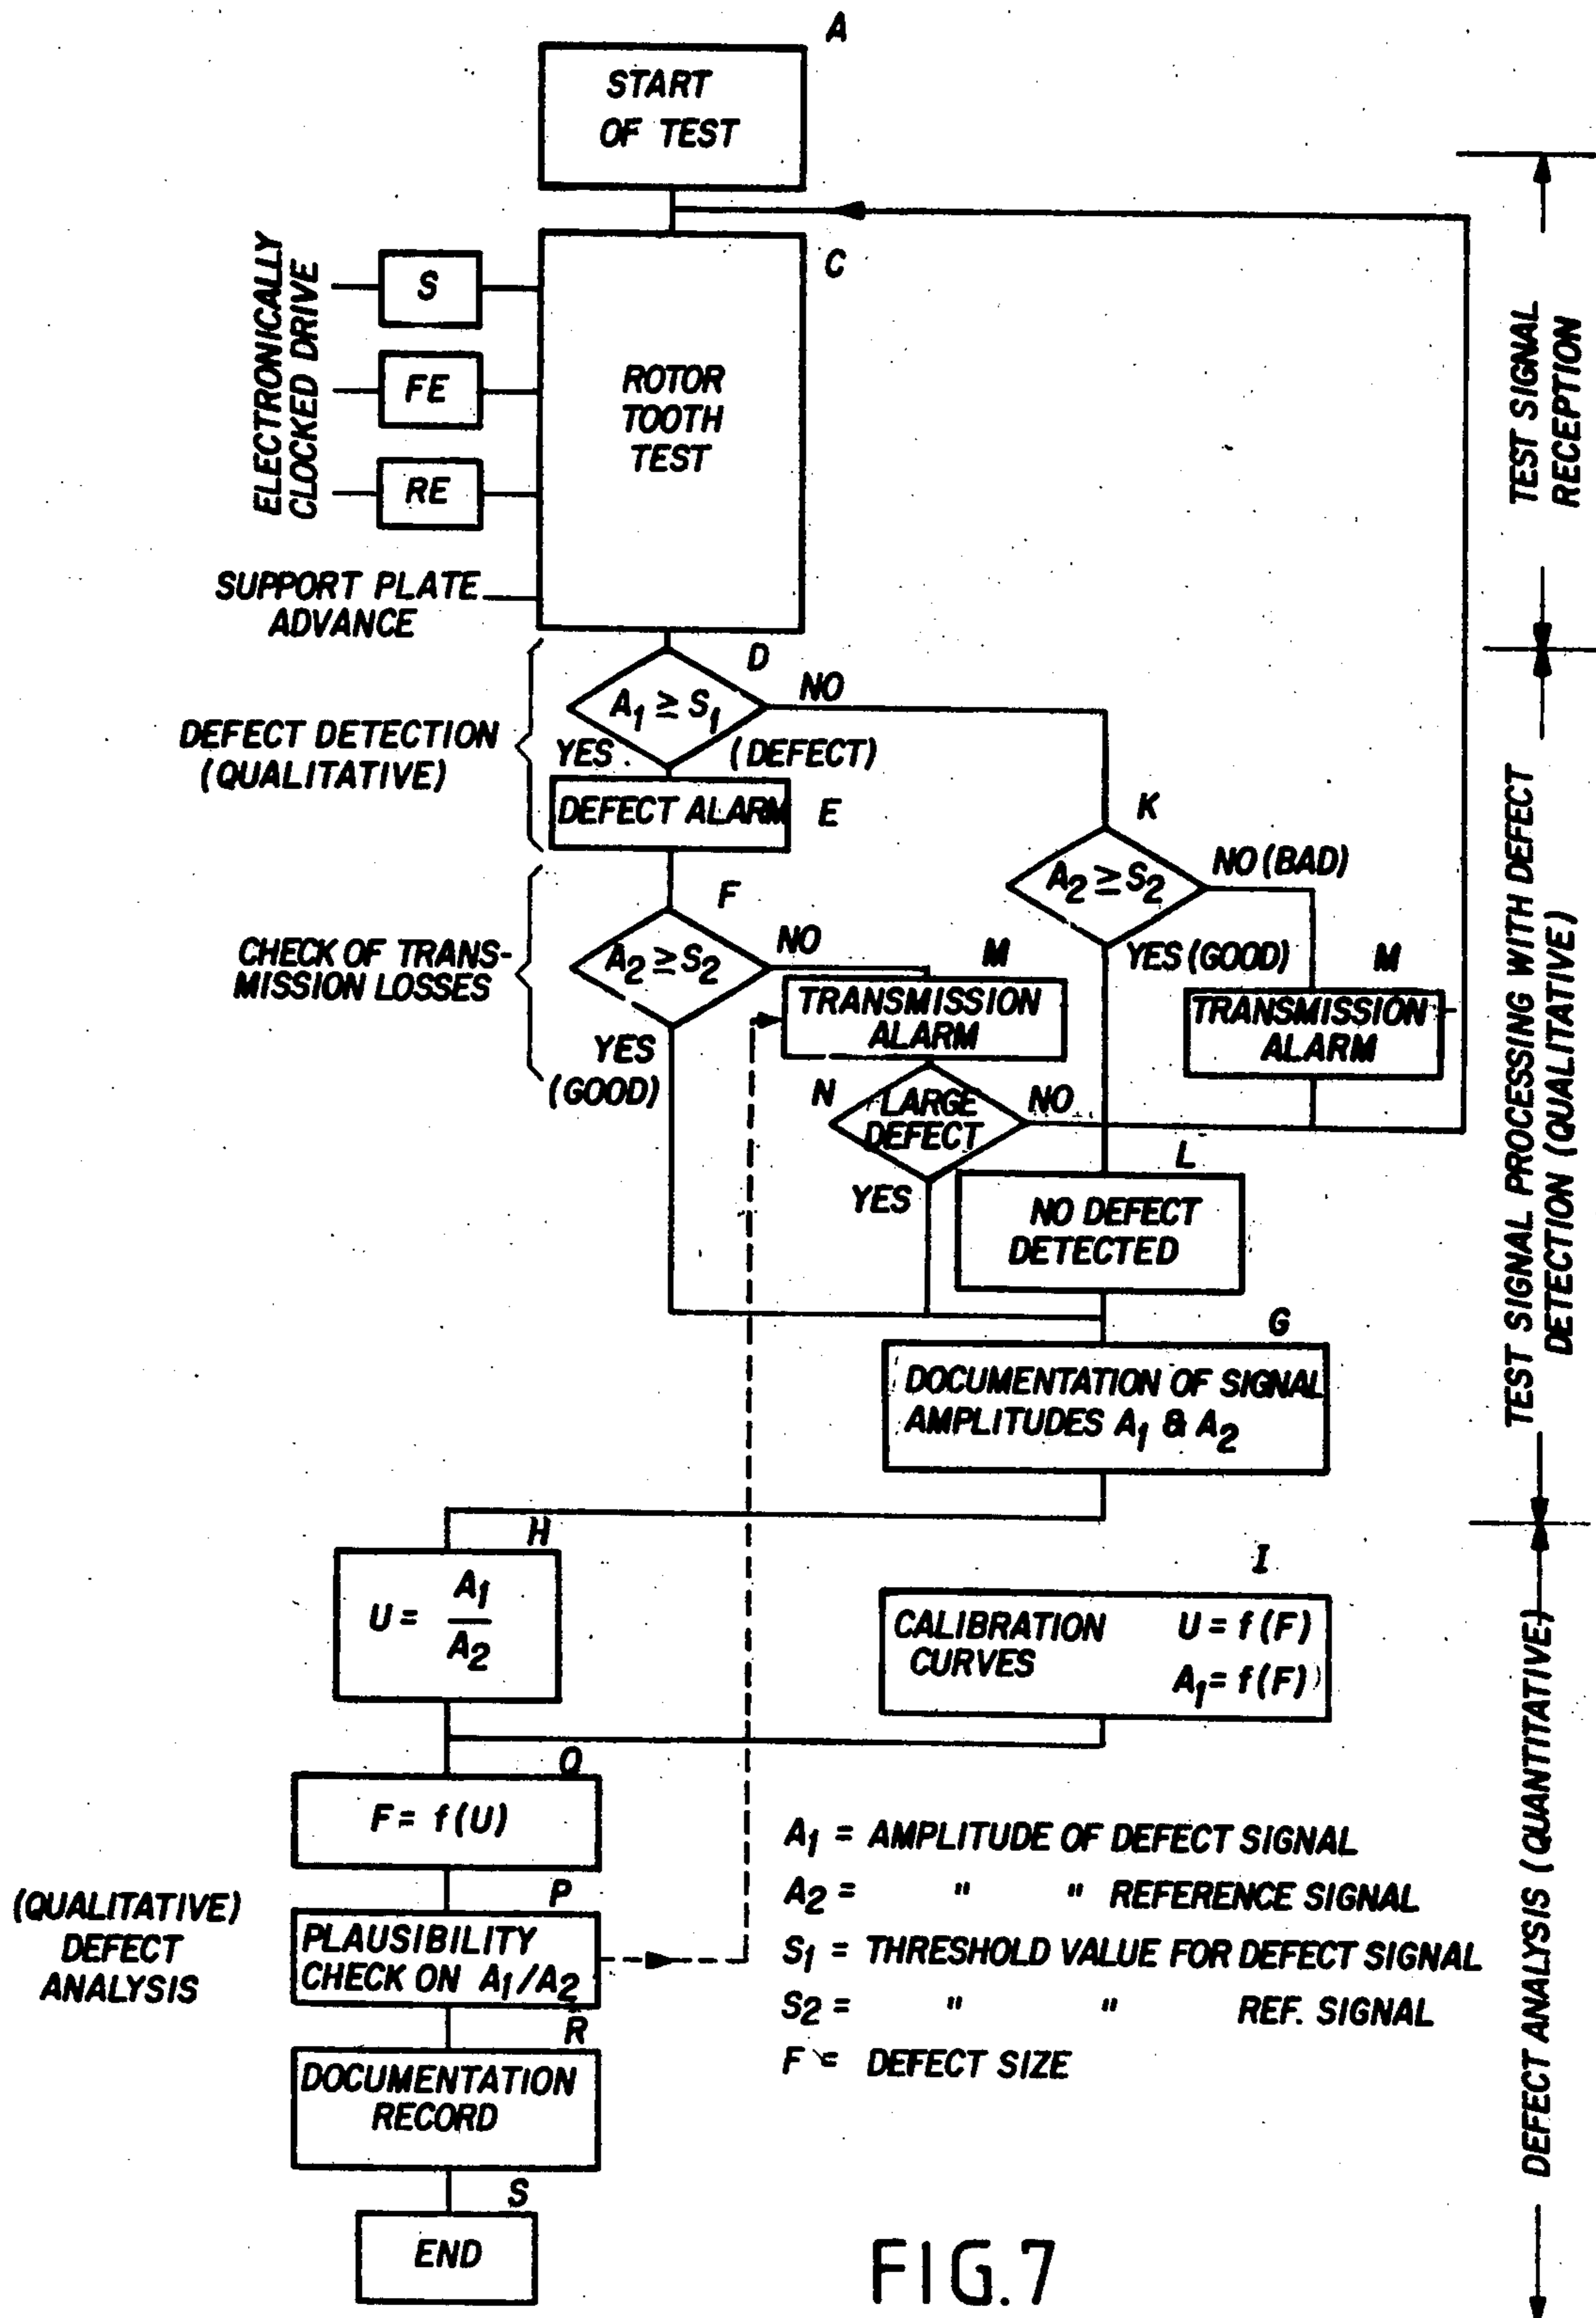 A
START
OF TEST
C
ELECTRONICALLY
CLOCKED DRIVE
S
FE
RE
SUPPORT PLATE
ADVANCE
ROTOR
TOOTH
TEST
TEST SIGNAL
RECEPTION
D
A1 ≥ S1
NO
YES
(DEFECT)
DEFECT DETECTION
(QUALITATIVE)
DEFECT ALARM
E
K
A2 ≥ S2
NO (BAD)
YES (GOOD)
F
A2 ≥ S2
NO
YES
(GOOD)
CHECK OF TRANS-
MISSION LOSSES
M
TRANSMISSION
ALARM
M
TRANSMISSION
ALARM
N
LARGE
DEFECT
NO
YES
L
NO DEFECT
DETECTED
G
DOCUMENTATION OF SIGNAL
AMPLITUDES A1 & A2
TEST SIGNAL PROCESSING WITH DEFECT
DETECTION (QUALITATIVE)
H
U = A1
A2
I
CALIBRATION U = f(F)
CURVES A1 = f(F)
Q
F = f(U)
P
(QUALITATIVE)
DEFECT
ANALYSIS
PLAUSIBILITY
CHECK ON A1/A2
R
DOCUMENTATION
RECORD
S
END
A1 = AMPLITUDE OF DEFECT SIGNAL
A2 = " " REFERENCE SIGNAL
S1 = THRESHOLD VALUE FOR DEFECT SIGNAL
S2 = " " REF. SIGNAL
F = DEFECT SIZE
DEFECT ANALYSIS (QUANTITATIVE)
FIG.7